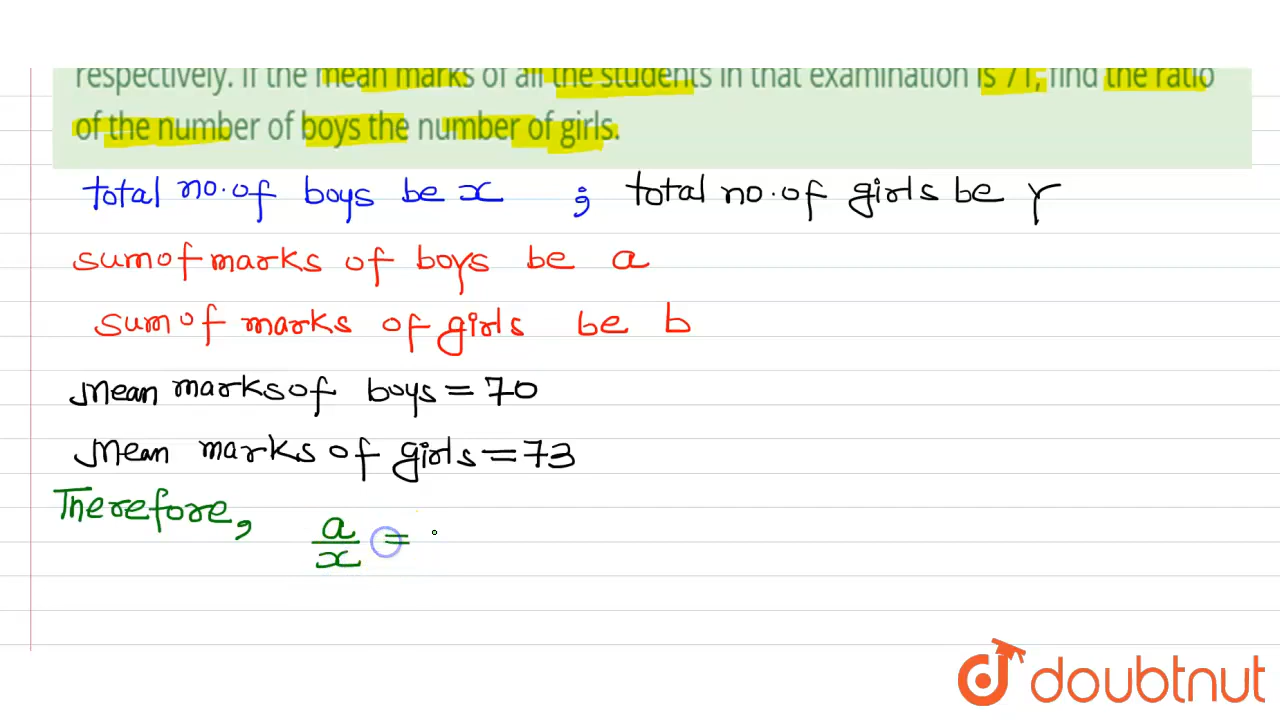 respectively. If the mean marks of all the students in that examination is 71, find the ratio
of the number of boys the number of girls.
total no. of boys be x ; total no. of girls be y
sum of marks of boys be a
sum of marks of girls be b
Mean marks of boys = 70
Mean marks of girls = 73
Therefore,
a/x =
doubtnut